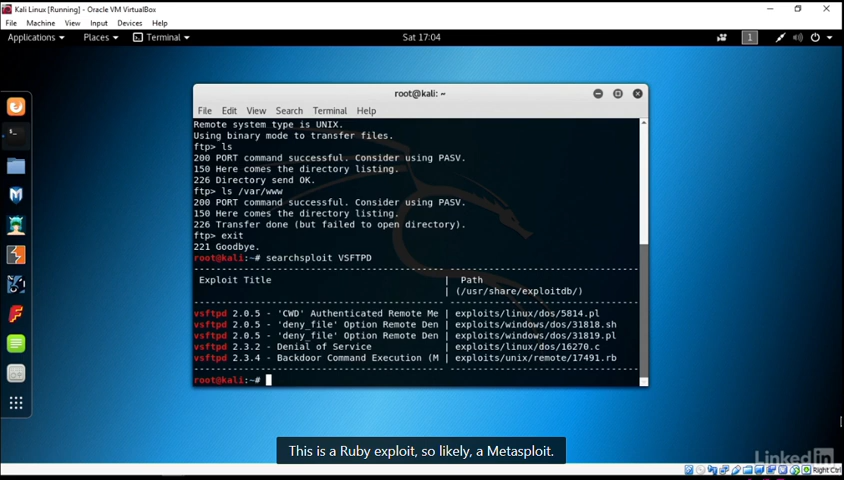 Kali Linux [Running] - Oracle VM VirtualBox
File Machine View Input Devices Help
Applications Places Terminal Sat 17:04 1
root@kali: ~
File Edit View Search Terminal Help
Remote system type is UNIX.
Using binary mode to transfer files.
ftp> ls
200 PORT command successful. Consider using PASV.
150 Here comes the directory listing.
226 Directory send OK.
ftp> ls /var/www
200 PORT command successful. Consider using PASV.
150 Here comes the directory listing.
226 Transfer done (but failed to open directory).
ftp> exit
221 Goodbye.
root@kali:~# searchsploit VSFTPD
Exploit Title | Path
| (/usr/share/exploitdb/)
vsftpd 2.0.5 - 'CWD' Authenticated Remote Me | exploits/linux/dos/5814.pl
vsftpd 2.0.5 - 'deny_file' Option Remote Den | exploits/windows/dos/31818.sh
vsftpd 2.0.5 - 'deny_file' Option Remote Den | exploits/windows/dos/31819.pl
vsftpd 2.3.2 - Denial of Service | exploits/linux/dos/16270.c
vsftpd 2.3.4 - Backdoor Command Execution (M | exploits/unix/remote/17491.rb
root@kali:~#
This is a Ruby exploit, so likely, a Metasploit.
LinkedIn
Right Ctrl